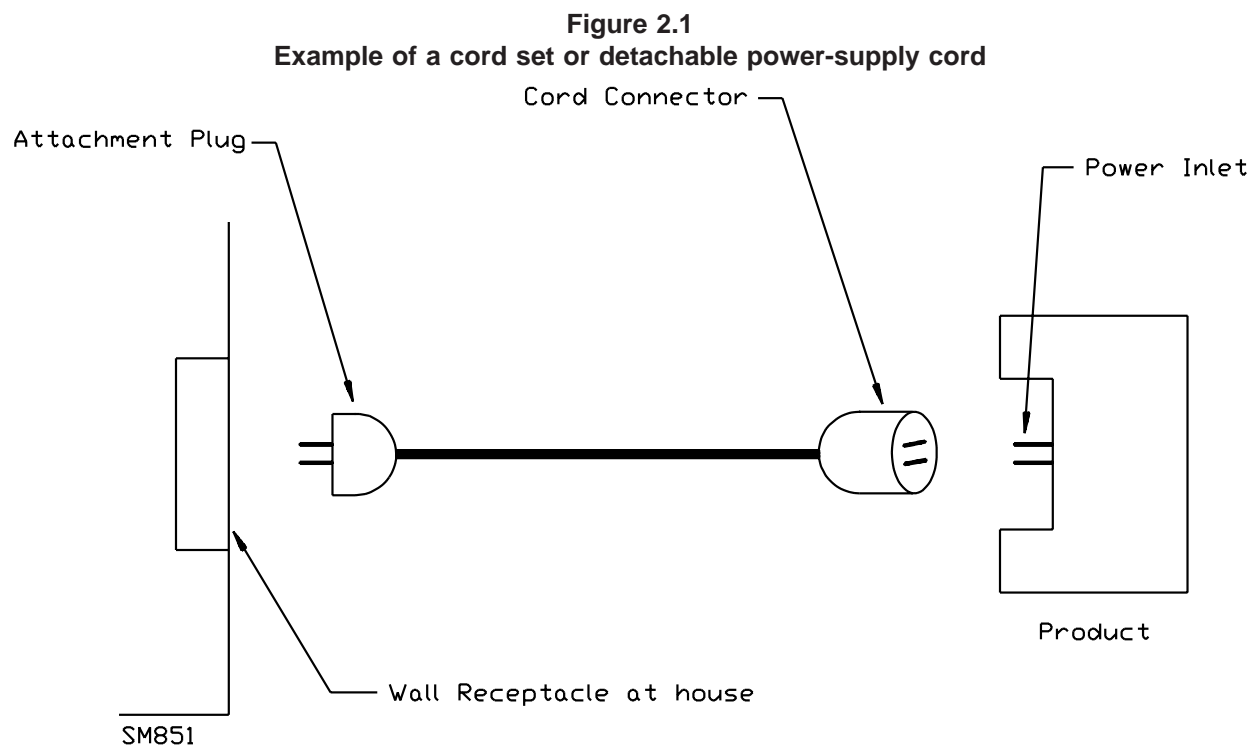 Figure 2.1
Example of a cord set or detachable power-supply cord
Cord Connector
Attachment Plug
Power Inlet
Product
Wall Receptacle at house
SM851